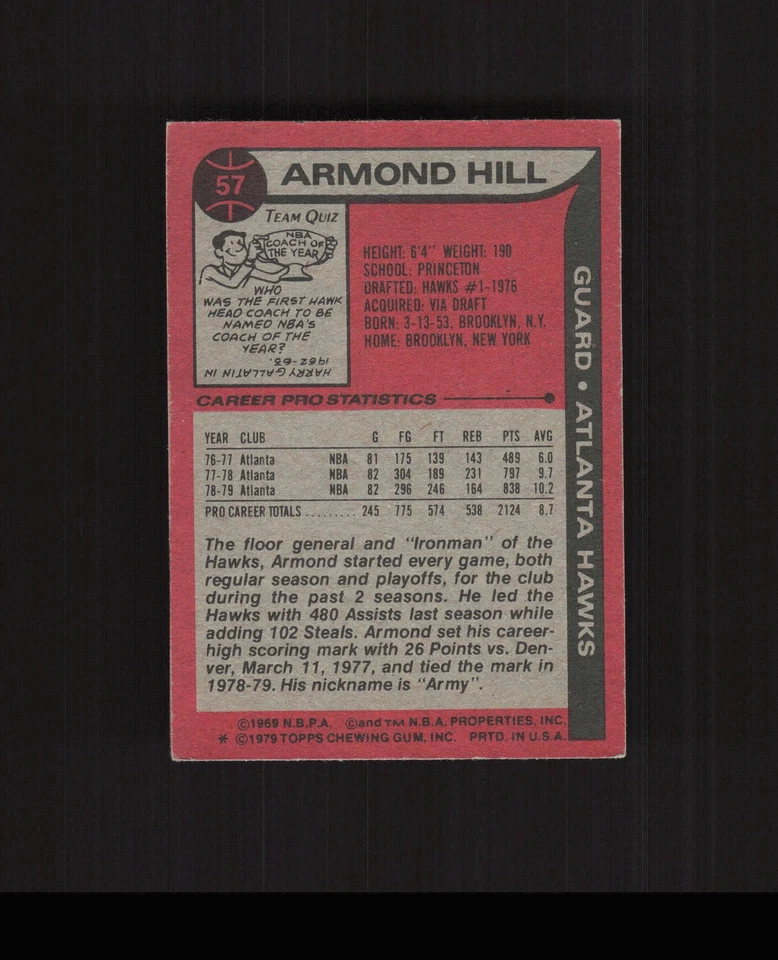 57
ARMOND HILL
TEAM QUIZ
NBA
COACH OF
THE YEAR
WHO
WAS THE FIRST HAWK
HEAD COACH TO BE
NAMED NBA'S
COACH OF THE
YEAR?
HARRY GALLATIN IN
1962-63.
HEIGHT: 6'4" WEIGHT: 190
SCHOOL: PRINCETON
DRAFTED: HAWKS #1-1976
ACQUIRED: VIA DRAFT
BORN: 3-13-53, BROOKLYN, N.Y.
HOME: BROOKLYN, NEW YORK
GUARD • ATLANTA HAWKS
CAREER PRO STATISTICS
YEAR CLUB G FG FT REB PTS AVG
76-77 Atlanta NBA 81 175 139 143 489 6.0
77-78 Atlanta NBA 82 304 189 231 797 9.7
78-79 Atlanta NBA 82 296 246 164 838 10.2
PRO CAREER TOTALS ......... 245 775 574 538 2124 8.7
The floor general and "Ironman" of the
Hawks, Armond started every game, both
regular season and playoffs, for the club
during the past 2 seasons. He led the
Hawks with 480 Assists last season while
adding 102 Steals. Armond set his career-
high scoring mark with 26 Points vs. Den-
ver, March 11, 1977, and tied the mark in
1978-79. His nickname is "Army".
©1969 N.B.P.A. ©and TM N.B.A. PROPERTIES, INC.
* ©1979 TOPPS CHEWING GUM, INC. PRTD. IN U.S.A.